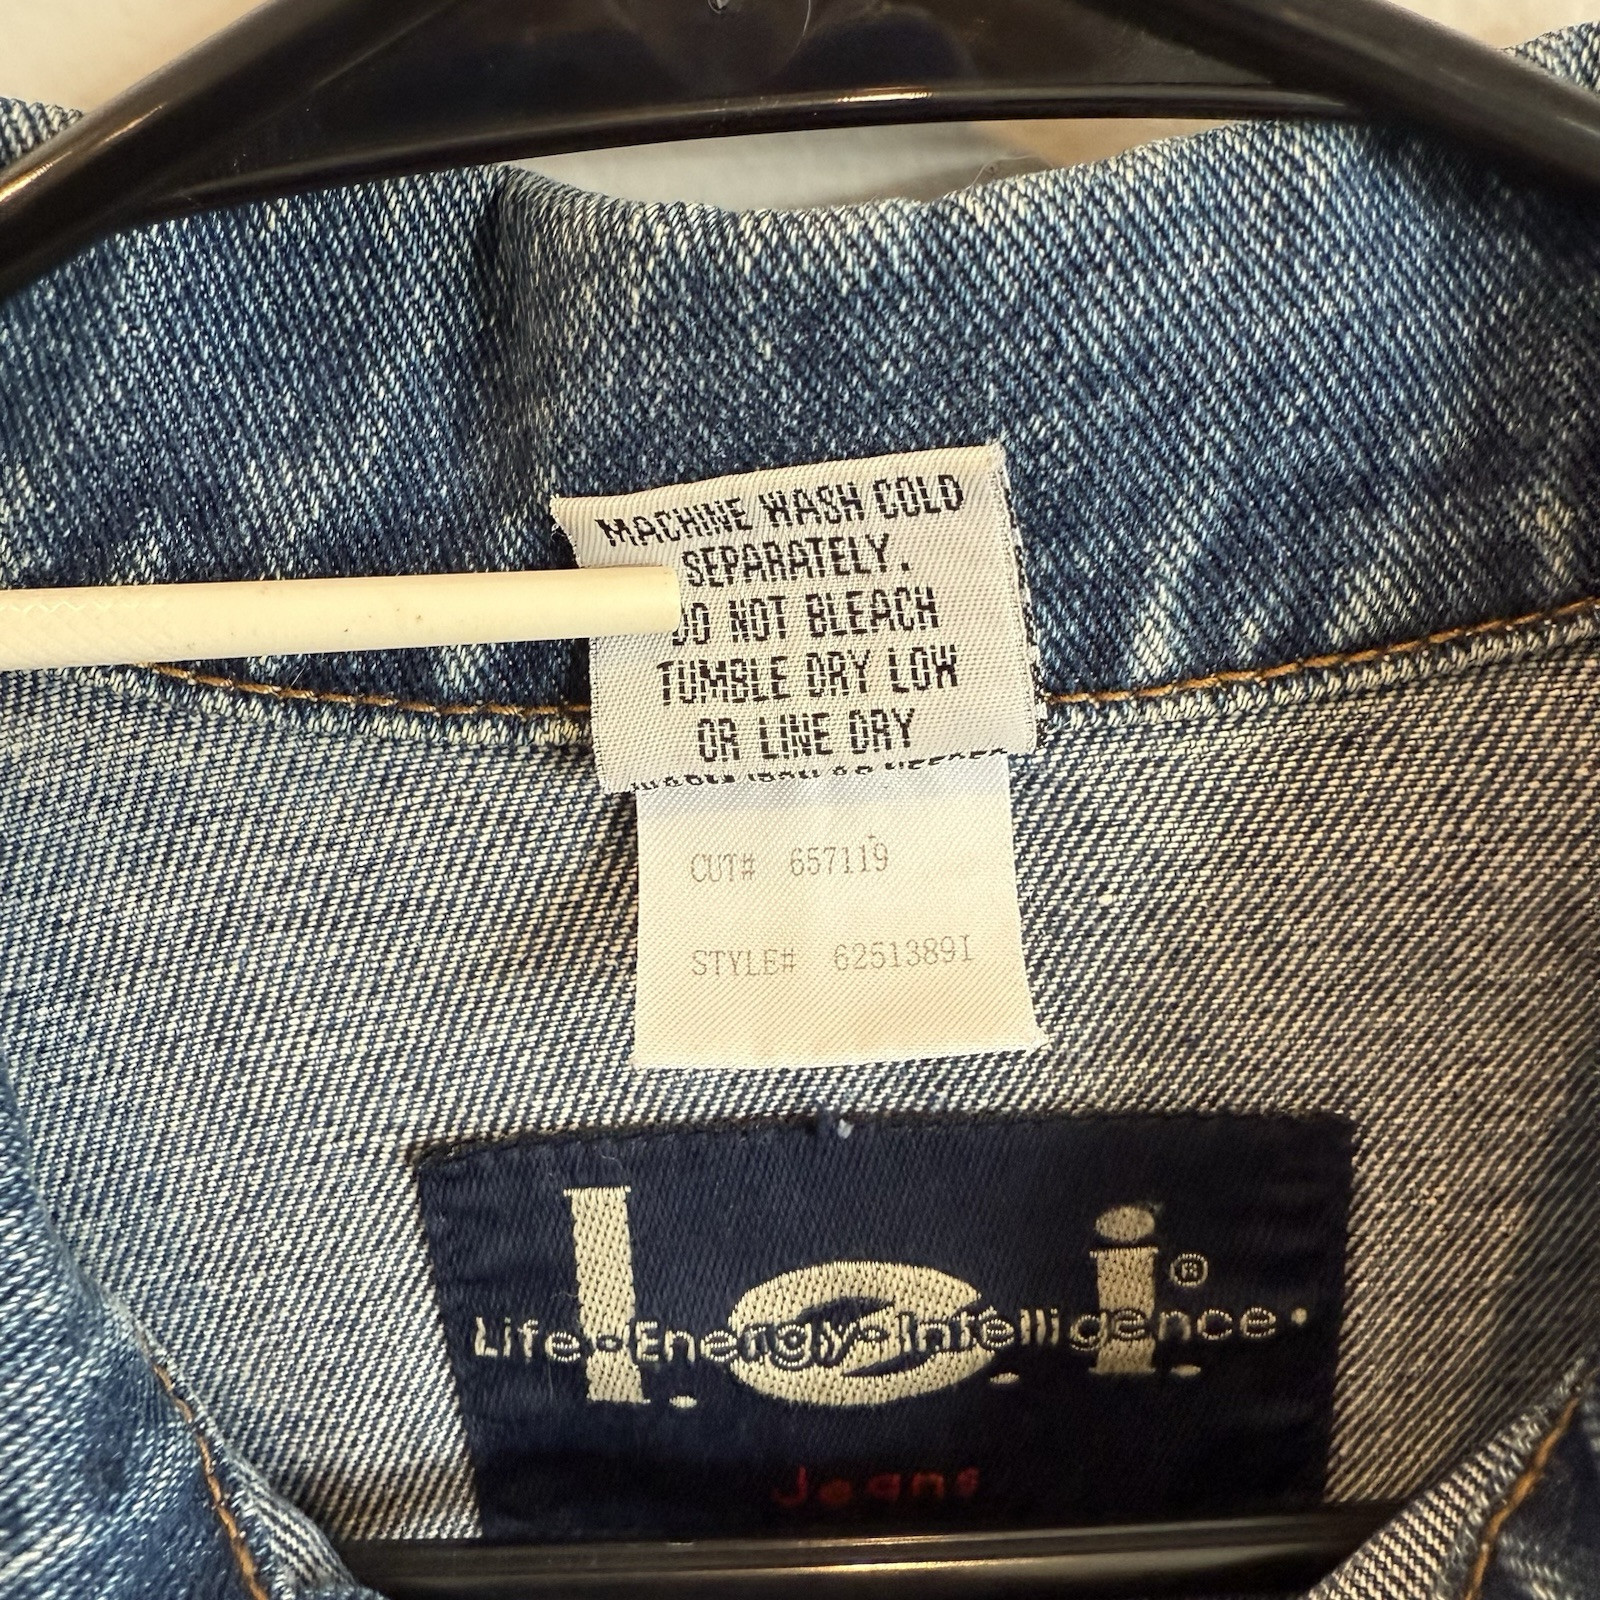 MACHINE WASH COLD
SEPARATELY.
DO NOT BLEACH
TUMBLE DRY LOW
OR LINE DRY
CUT# 657119
STYLE# 62513891
l.e.i.®
Life•Energy•Intelligence•
Jeans